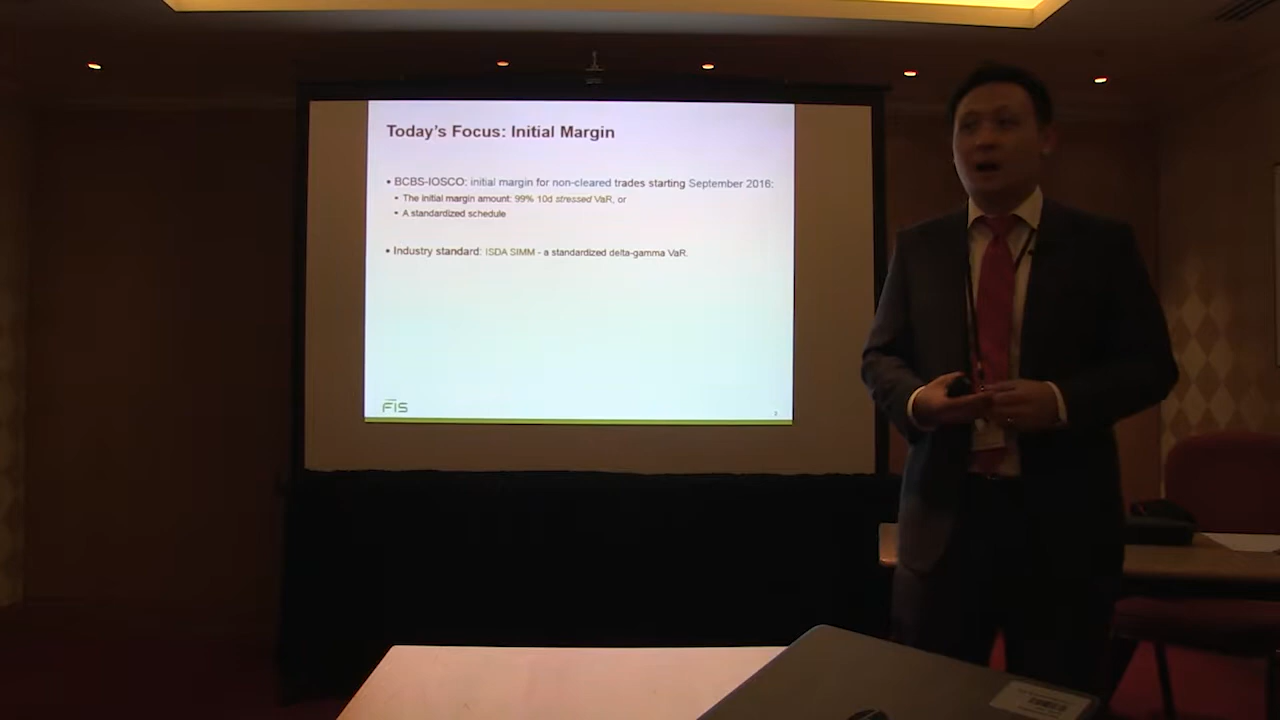 Today's Focus: Initial Margin
• BCBS-IOSCO: initial margin for non-cleared trades starting September 2016:
• The initial margin amount: 99% 10d stressed VaR, or
• A standardized schedule
• Industry standard: ISDA SIMM - a standardized delta-gamma VaR.
FIS